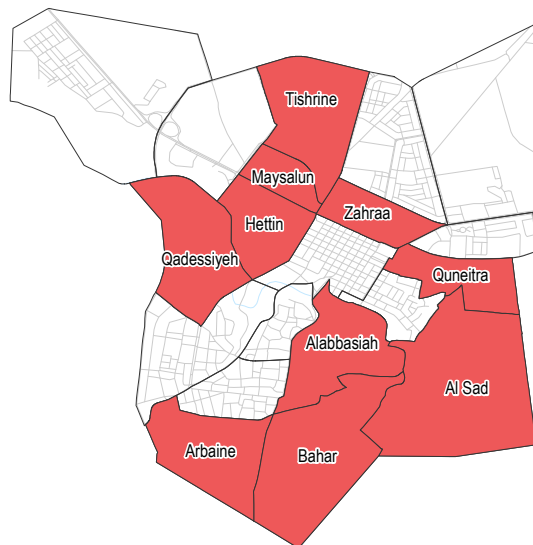 Tishrine
Maysalun
Zahraa
Hettin
Qadessiyeh
Quneitra
Alabbasiah
Al Sad
Arbaine
Bahar